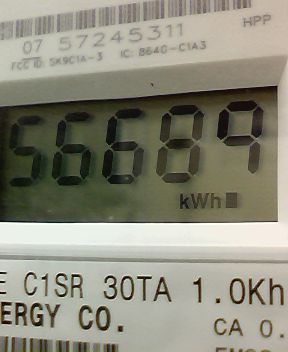 07 57245311
HPP
FCC ID: SK9C1A-3 IC: 864G-C1A3
56689
kWh
E C1SR 30TA 1.0Kh
ERGY CO.
CA 0.